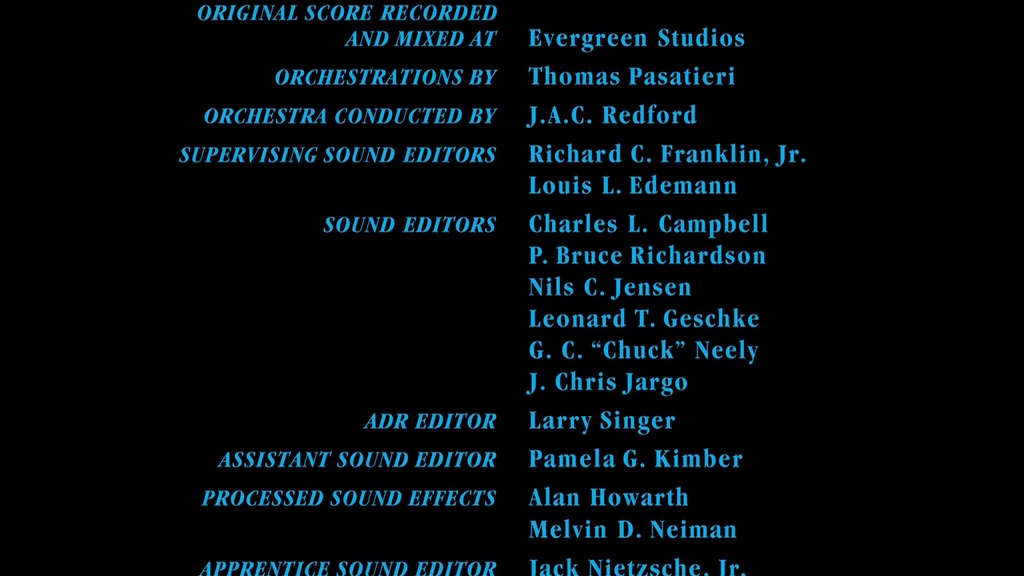 ORIGINAL SCORE RECORDED
AND MIXED AT Evergreen Studios
ORCHESTRATIONS BY Thomas Pasatieri
ORCHESTRA CONDUCTED BY J.A.C. Redford
SUPERVISING SOUND EDITORS Richard C. Franklin, Jr.
Louis L. Edemann
SOUND EDITORS Charles L. Campbell
P. Bruce Richardson
Nils C. Jensen
Leonard T. Geschke
G. C. “Chuck” Neely
J. Chris Jargo
ADR EDITOR Larry Singer
ASSISTANT SOUND EDITOR Pamela G. Kimber
PROCESSED SOUND EFFECTS Alan Howarth
Melvin D. Neiman
APPRENTICE SOUND EDITOR Jack Nietzsche, Jr.